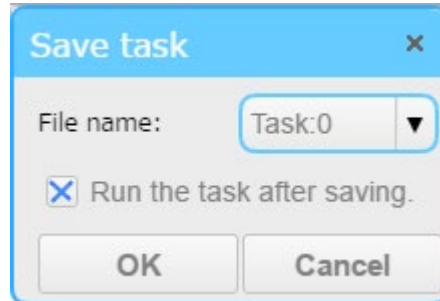 Save task
File name: Task:0
Run the task after saving.
OK Cancel